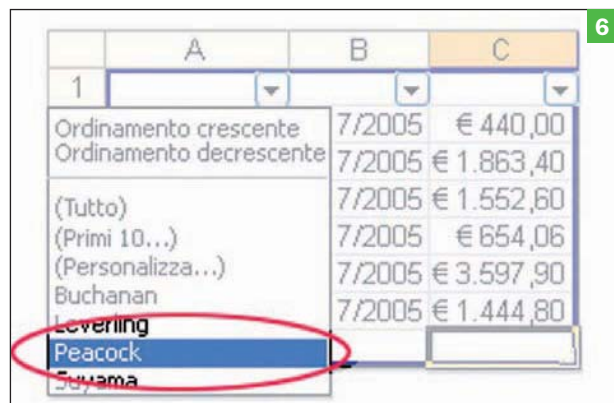 6
A B C
1
Ordinamento crescente 7/2005 € 440,00
Ordinamento decrescente 7/2005 € 1.863,40
(Tutto) 7/2005 € 1.552,60
(Primi 10...) 7/2005 € 654,06
(Personalizza...) 7/2005 € 3.597,90
Buchanan 7/2005 € 1.444,80
Leverling
Peacock
Suyama